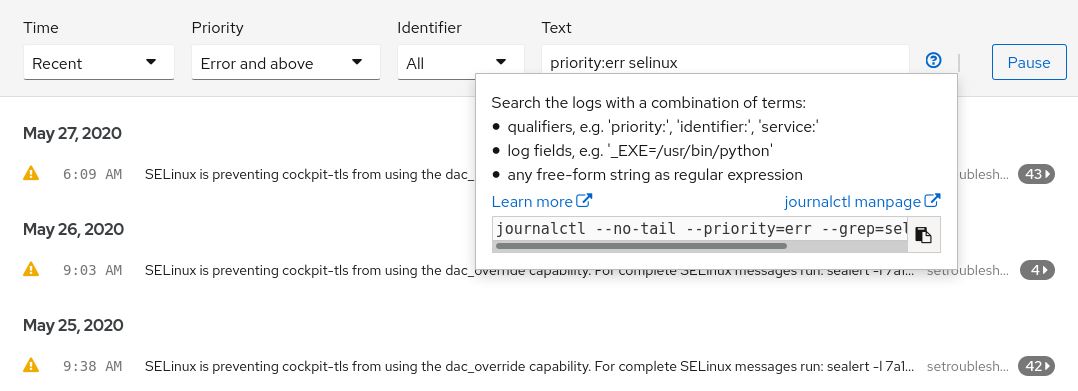 Time Priority Identifier Text
Recent Error and above All priority:err selinux Pause
Search the logs with a combination of terms:
May 27, 2020
qualifiers, e.g. 'priority:', 'identifier:', 'service:'
log fields, e.g. '_EXE=/usr/bin/python'
6:09 AM SELinux is preventing cockpit-tls from using the dac_
any free-form string as regular expression
ublesh... 43
Learn more journalctl manpage
May 26, 2020
journalctl --no-tail --priority=err --grep=sel
9:03 AM SELinux is preventing cockpit-tls from using the dac_override capability. For complete SELinux messages run: sealert -l 7a1... setroublesh... 4
May 25, 2020
9:38 AM SELinux is preventing cockpit-tls from using the dac_override capability. For complete SELinux messages run: sealert -l 7a1... setroublesh... 42